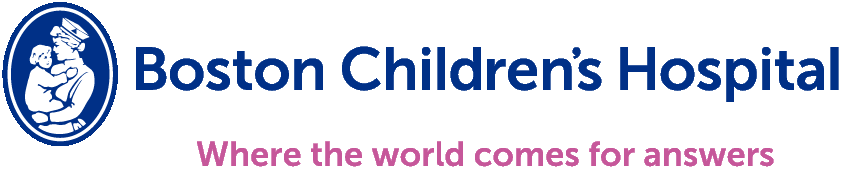 Boston Children's Hospital
Where the world comes for answers